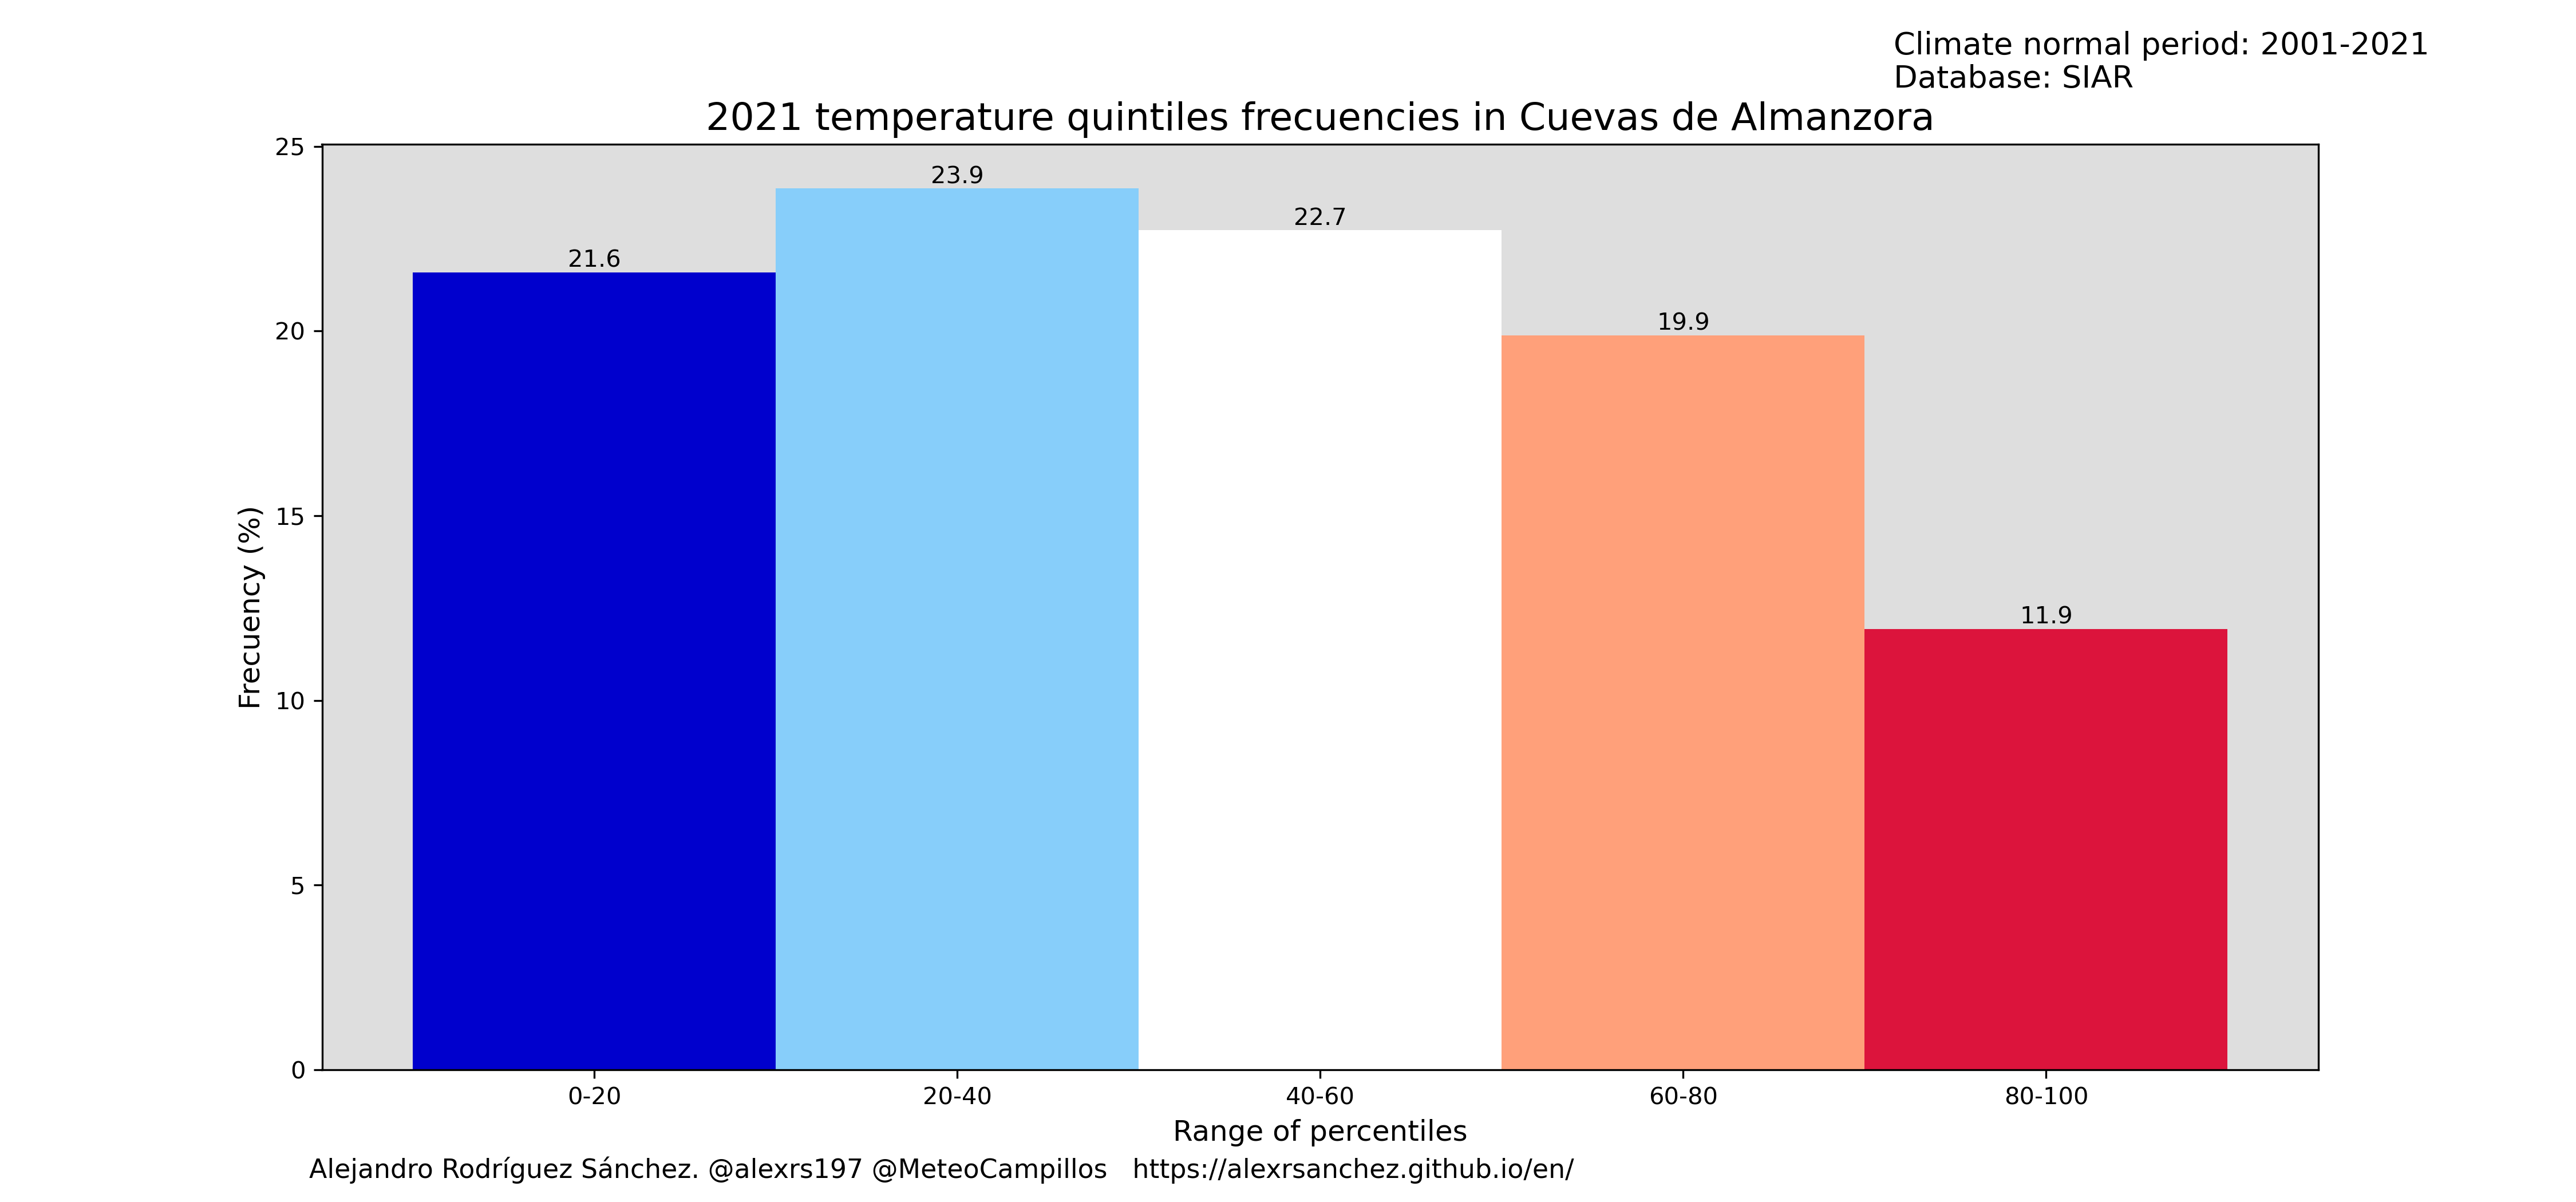 Climate normal period: 2001-2021
Database: SIAR
2021 temperature quintiles frecuencies in Cuevas de Almanzora
25
20
15
10
5
0
Frecuency (%)
21.6
23.9
22.7
19.9
11.9
0-20
20-40
40-60
60-80
80-100
Range of percentiles
Alejandro Rodríguez Sánchez. @alexrs197 @MeteoCampillos   https://alexrsanchez.github.io/en/